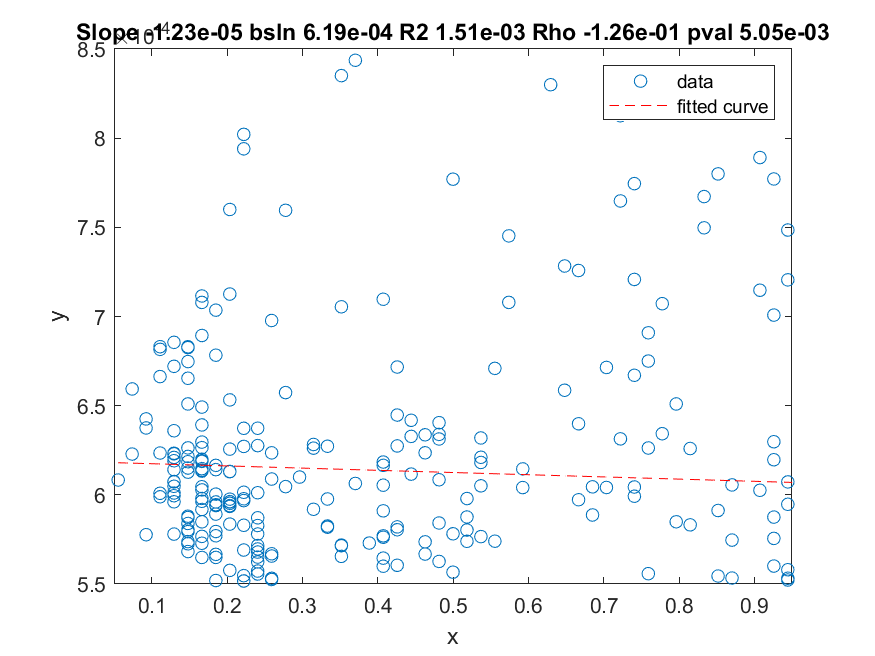 Slope -1.23e-05 bsln 6.19e-04 R2 1.51e-03 Rho -1.26e-01 pval 5.05e-03
×10⁻⁴
8.5
data
fitted curve
8
7.5
7
y
6.5
6
5.5
0.1 0.2 0.3 0.4 0.5 0.6 0.7 0.8 0.9
x